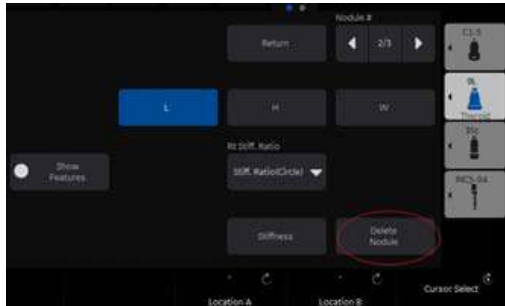 Nodule #
Return
2/3
L
H
W
Rt Stiff. Ratio
Stiff. Ratio(Circle)
Show
Features
Stiffness
Delete
Nodule
Location A
Location B
Cursor Select
C1-5
9L
Thyroid